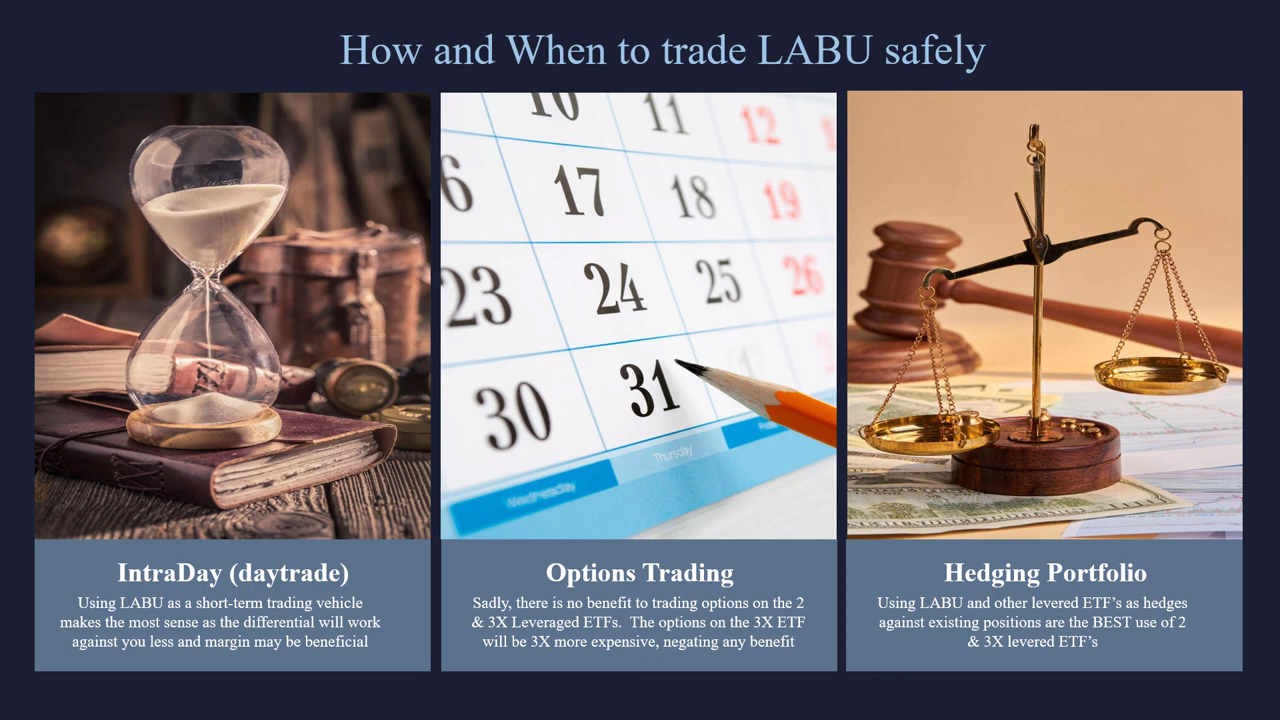 How and When to trade LABU safely
10 11 12
6 17 18 19
23 24 25 26
30 31
Wednesday Thursday
IntraDay (daytrade)
Using LABU as a short-term trading vehicle
makes the most sense as the differential will work
against you less and margin may be beneficial
Options Trading
Sadly, there is no benefit to trading options on the 2
& 3X Leveraged ETFs.  The options on the 3X ETF
will be 3X more expensive, negating any benefit
Hedging Portfolio
Using LABU and other levered ETF’s as hedges
against existing positions are the BEST use of 2
& 3X levered ETF’s